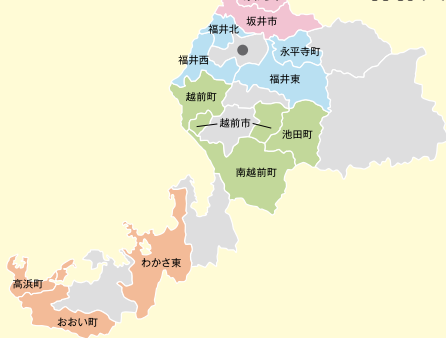 坂井市
福井北
永平寺町
福井西
福井東
越前町
越前市
池田町
南越前町
わかさ東
高浜町
おおい町